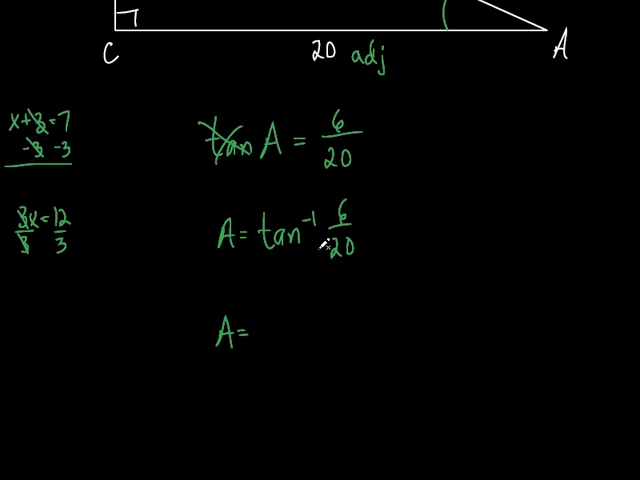 C 20 adj A
x+3=7
-3 -3
3x=12
3 3
tan A = 6/20
A= tan⁻¹ 6/20
A=